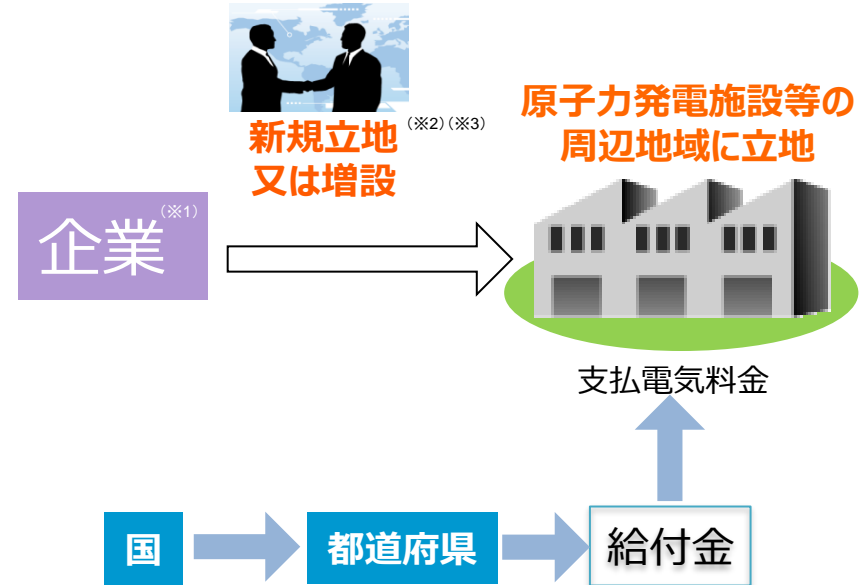 新規立地(※2)(※3)
又は増設
原子力発電施設等の
周辺地域に立地
企業(※1)
支払電気料金
国
都道府県
給付金